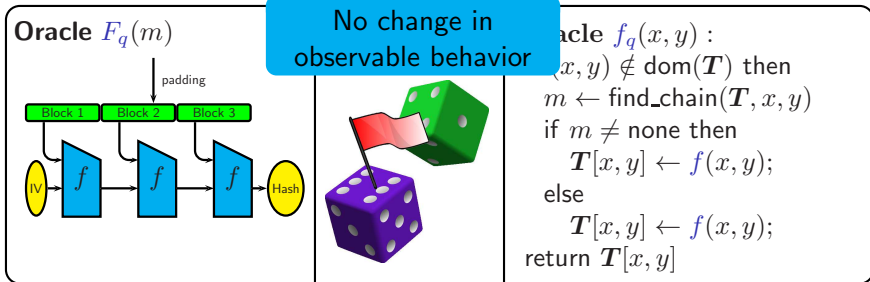 No change in
observable behavior
Oracle F_q(m)
padding
Block 1 Block 2 Block 3
IV f f f Hash
f_q(x, y) :
(x, y) ∉ dom(T) then
m ← find_chain(T, x, y)
if m ≠ none then
T[x, y] ← f(x, y);
else
T[x, y] ← f(x, y);
return T[x, y]